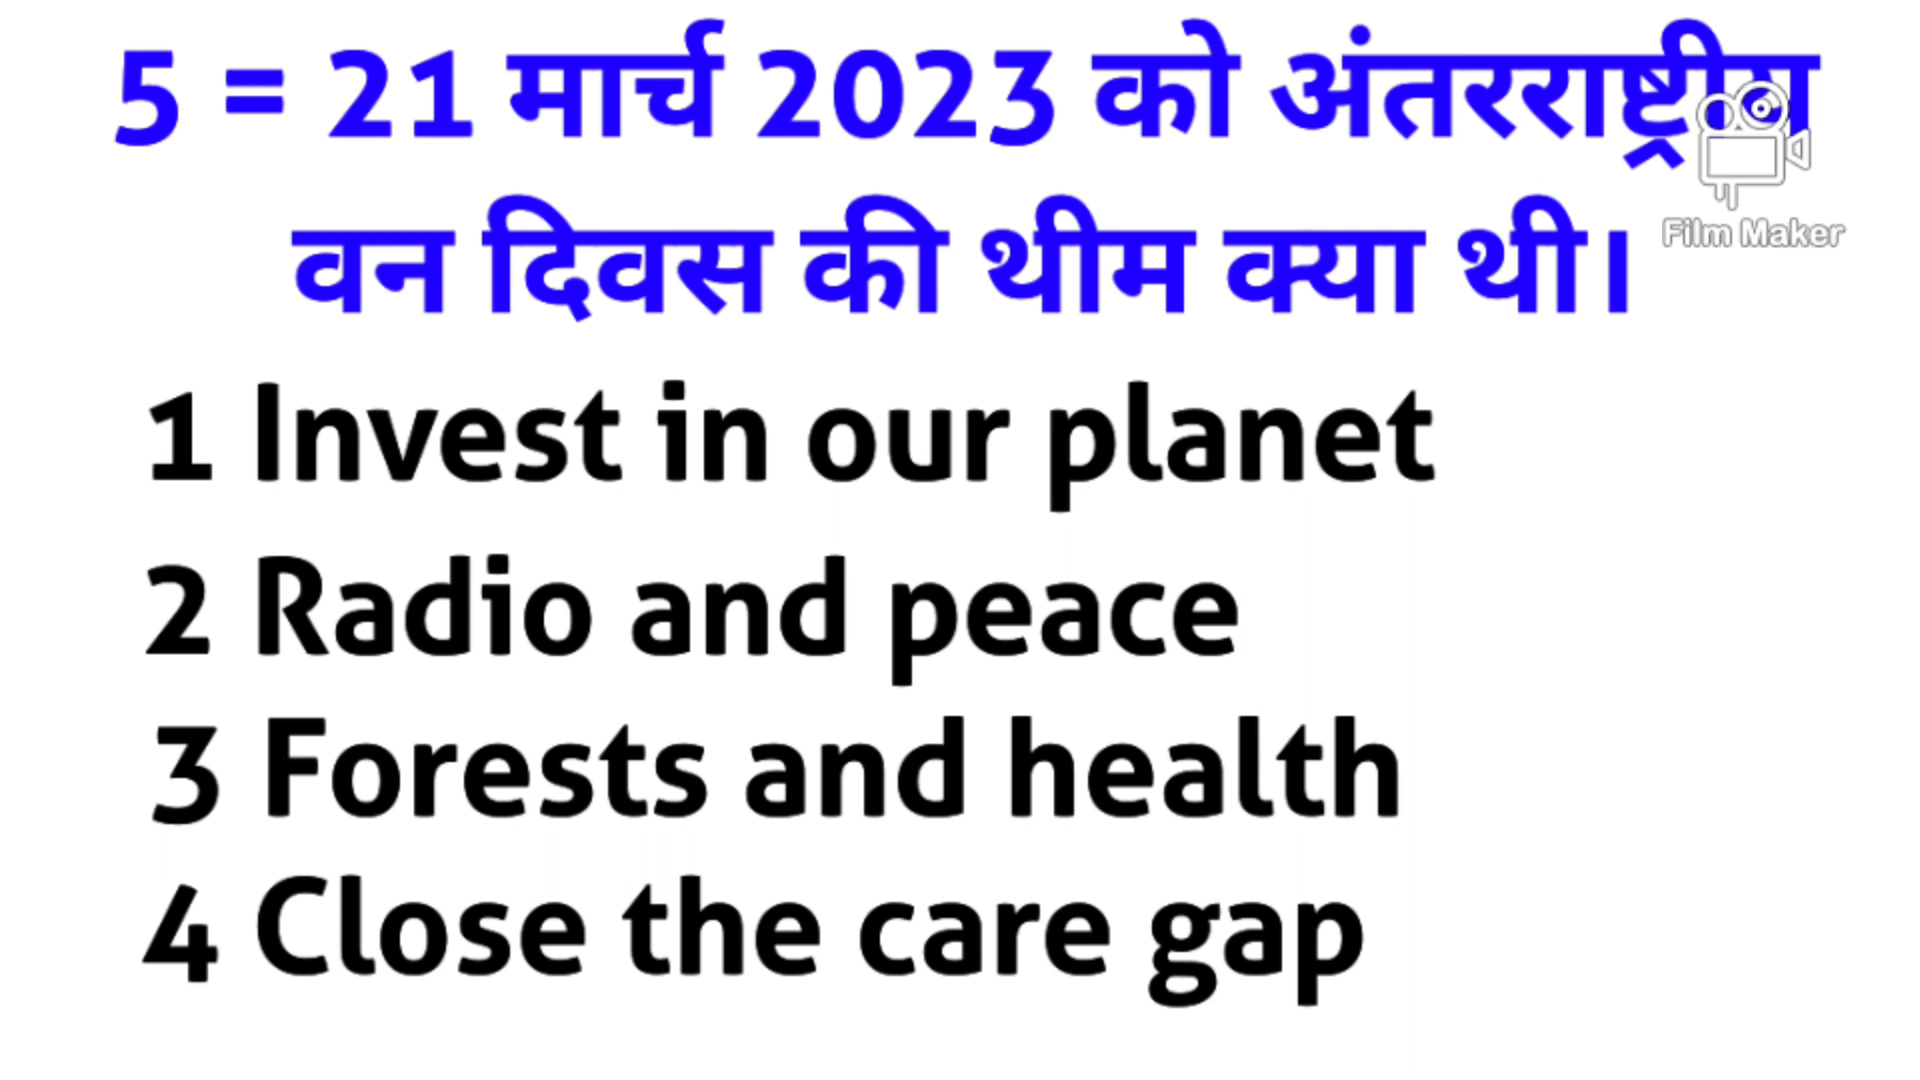 5 = 21 मार्च 2023 को अंतरराष्ट्रीय
वन दिवस की थीम क्या थी।
Film Maker
1 Invest in our planet
2 Radio and peace
3 Forests and health
4 Close the care gap